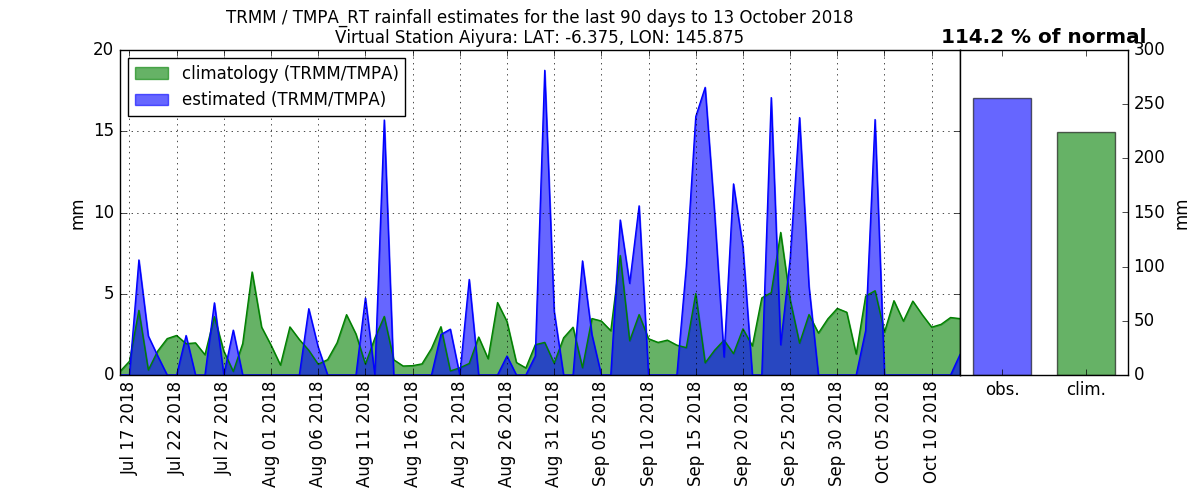 TRMM / TMPA_RT rainfall estimates for the last 90 days to 13 October 2018
Virtual Station Aiyura: LAT: -6.375, LON: 145.875
114.2 % of normal
climatology (TRMM/TMPA)
estimated (TRMM/TMPA)
20
15
10
5
0
mm
Jul 17 2018
Jul 22 2018
Jul 27 2018
Aug 01 2018
Aug 06 2018
Aug 11 2018
Aug 16 2018
Aug 21 2018
Aug 26 2018
Aug 31 2018
Sep 05 2018
Sep 10 2018
Sep 15 2018
Sep 20 2018
Sep 25 2018
Sep 30 2018
Oct 05 2018
Oct 10 2018
300
250
200
150
100
50
0
mm
obs.
clim.